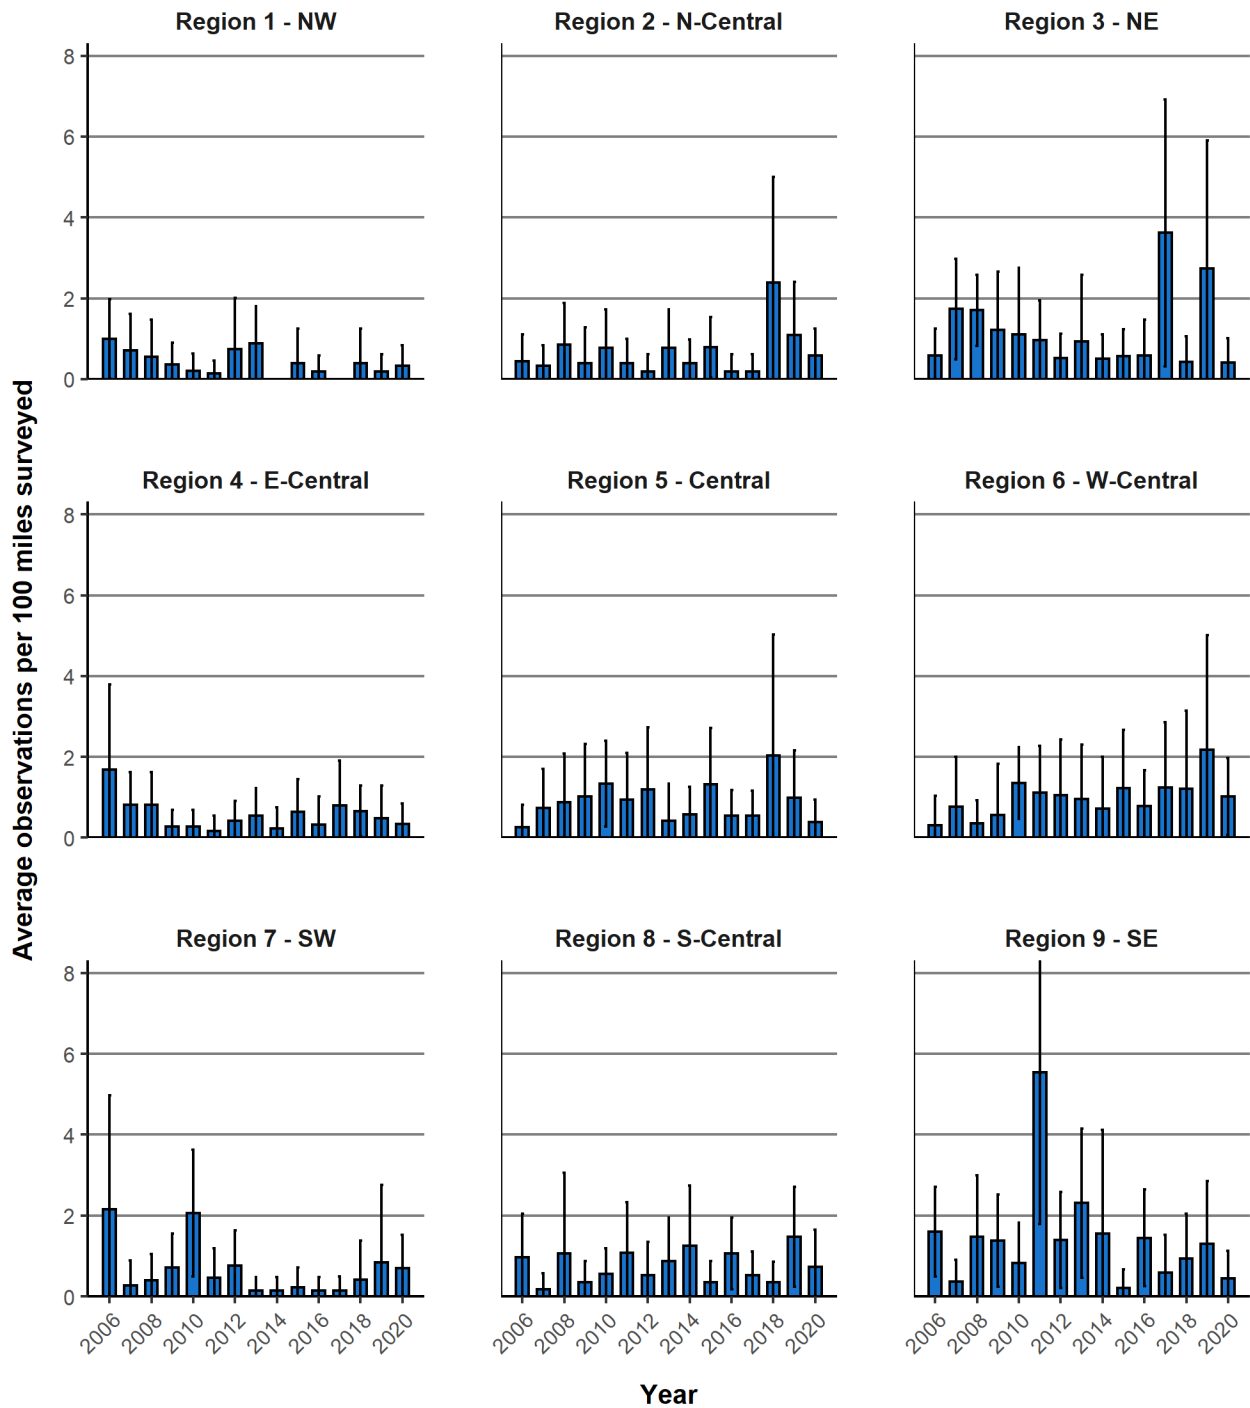 Region 1 - NW
Region 2 - N-Central
Region 3 - NE
8
6
4
2
0
Region 4 - E-Central
Region 5 - Central
Region 6 - W-Central
8
6
4
2
0
Average observations per 100 miles surveyed
Region 7 - SW
Region 8 - S-Central
Region 9 - SE
8
6
4
2
0
2006 2008 2010 2012 2014 2016 2018 2020
2006 2008 2010 2012 2014 2016 2018 2020
2006 2008 2010 2012 2014 2016 2018 2020
Year